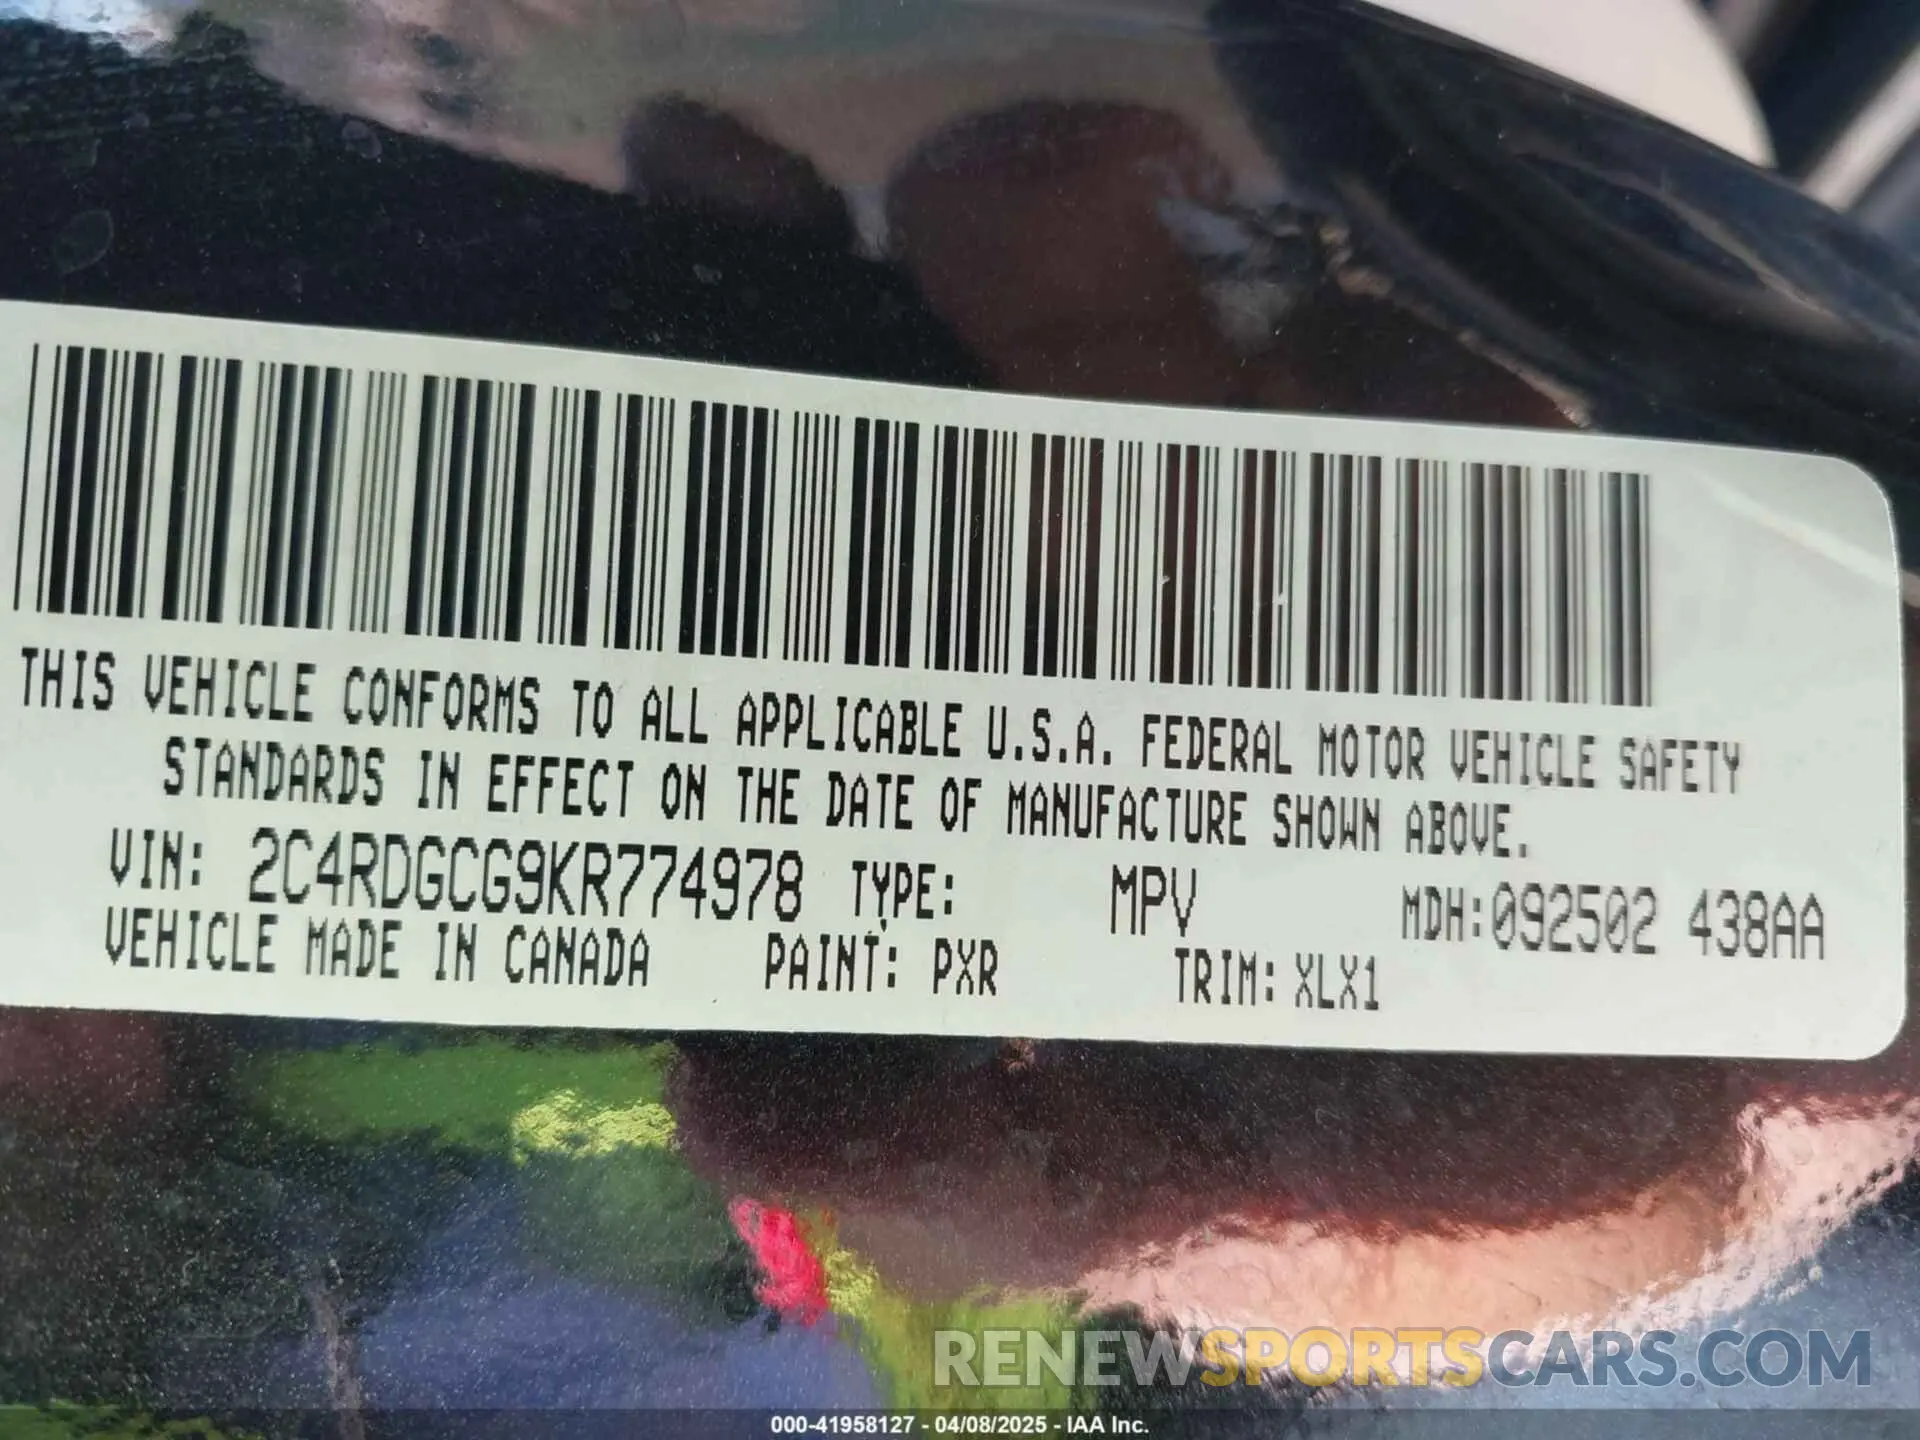 THIS VEHICLE CONFORMS TO ALL APPLICABLE U.S.A. FEDERAL MOTOR VEHICLE SAFETY
STANDARDS IN EFFECT ON THE DATE OF MANUFACTURE SHOWN ABOVE.
VIN: 2C4RDGCG9KR774978 TYPE: MPV MDH:092502 438AA
VEHICLE MADE IN CANADA PAINT: PXR TRIM: XLX1
RENEWSPORTSCARS.COM
000-41958127 - 04/08/2025 - IAA Inc.